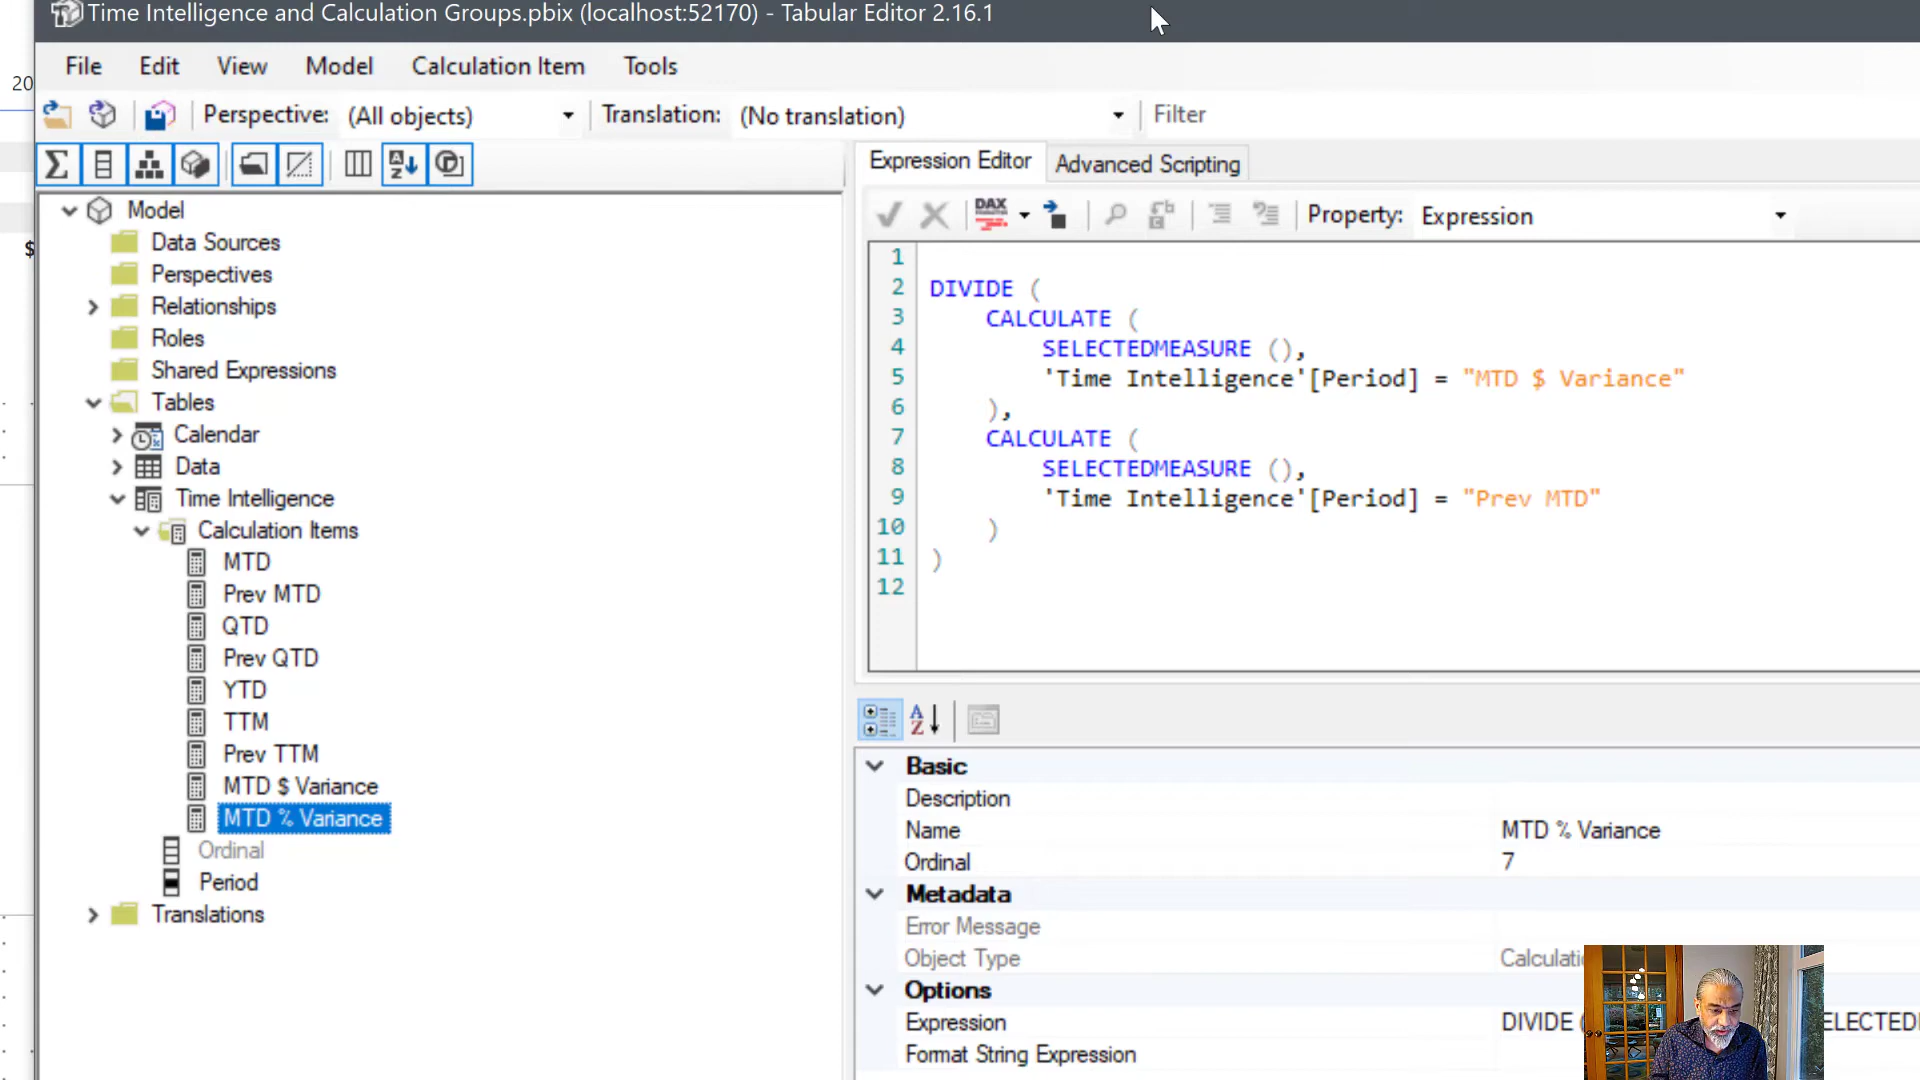 Time Intelligence and Calculation Groups.pbix (localhost:52170) - Tabular Editor 2.16.1
File Edit View Model Calculation Item Tools
20
Perspective: (All objects) Translation: (No translation) Filter
Expression Editor Advanced Scripting
DAX Property: Expression
$
Model
Data Sources
Perspectives
Relationships
Roles
Shared Expressions
Tables
Calendar
Data
Time Intelligence
Calculation Items
MTD
Prev MTD
QTD
Prev QTD
YTD
TTM
Prev TTM
MTD $ Variance
MTD % Variance
Ordinal
Period
Translations
1
2 DIVIDE (
3 CALCULATE (
4 SELECTEDMEASURE (),
5 'Time Intelligence'[Period] = "MTD $ Variance"
6 ),
7 CALCULATE (
8 SELECTEDMEASURE (),
9 'Time Intelligence'[Period] = "Prev MTD"
10 )
11 )
12
Basic
Description
Name MTD % Variance
Ordinal 7
Metadata
Error Message
Object Type Calculati
Options
Expression DIVIDE ( ELECTED
Format String Expression